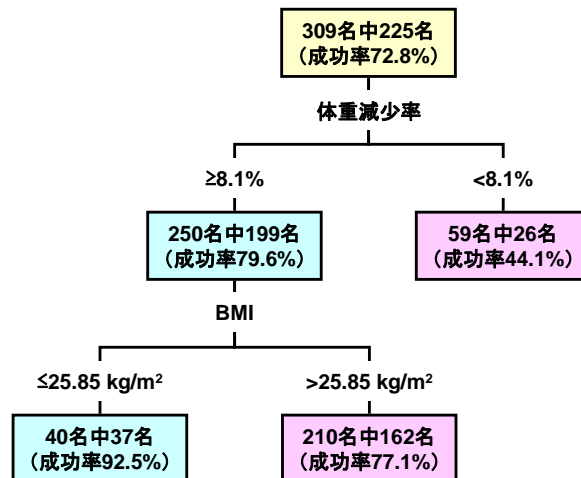 309名中225名
（成功率72.8%）
体重減少率
≥8.1%
<8.1%
250名中199名
（成功率79.6%）
59名中26名
（成功率44.1%）
BMI
≤25.85 kg/m²
>25.85 kg/m²
40名中37名
（成功率92.5%）
210名中162名
（成功率77.1%）